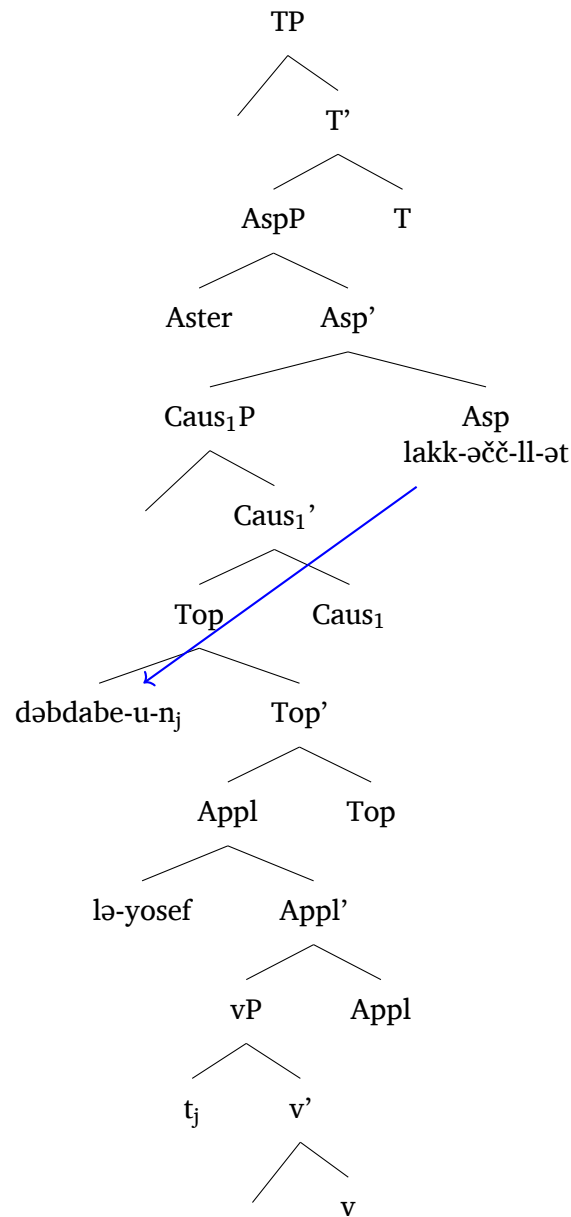 TP
T’
AspP T
Aster Asp’
Caus₁P Asp
lakk-əčč-ll-ət
Caus₁’
Top Caus₁
dəbdabe-u-nⱼ Top’
Appl Top
lə-yosef Appl’
vP Appl
tⱼ v’
v